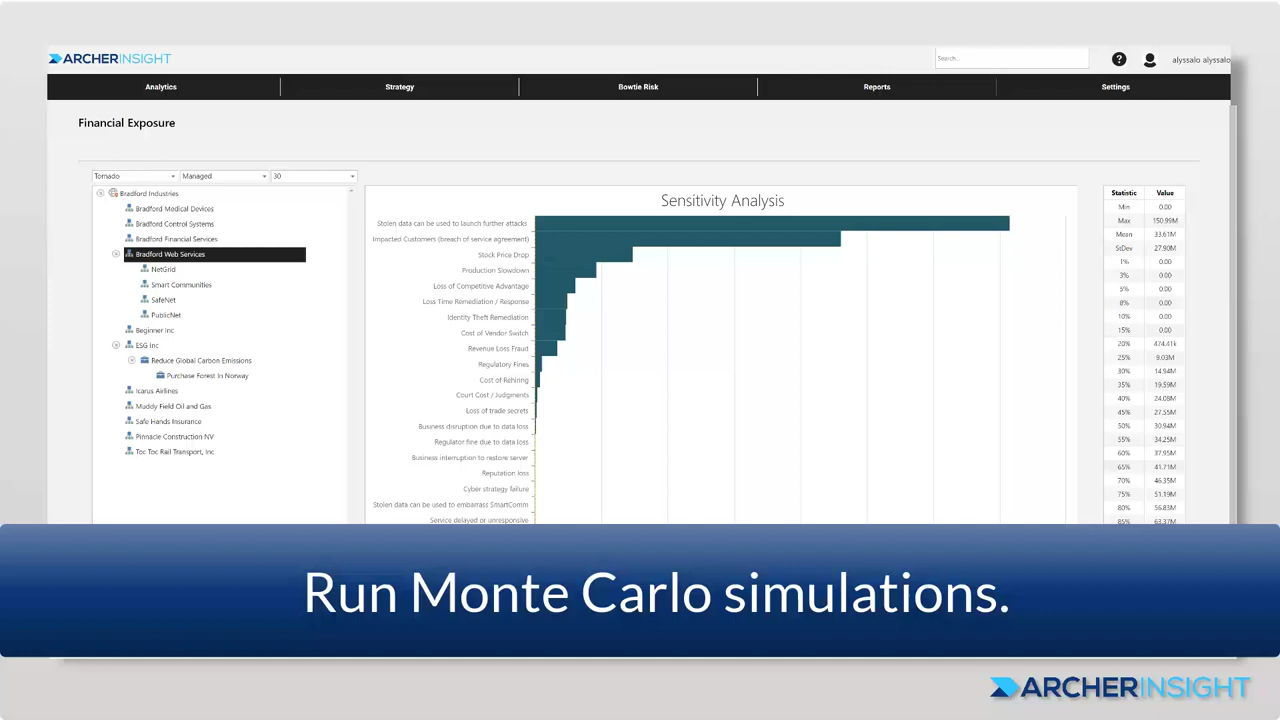 ARCHERINSIGHT
Search...
?
alyssalo alyssalo
Analytics
Strategy
Bowtie Risk
Reports
Settings
Financial Exposure
Tornado
Managed
30
Bradford Industries
Bradford Medical Devices
Bradford Control Systems
Bradford Financial Services
Bradford Web Services
NetGrid
Smart Communities
SafeNet
PublicNet
Beginner Inc
ESG Inc
Reduce Global Carbon Emissions
Purchase Forest In Norway
Icarus Airlines
Muddy Field Oil and Gas
Safe Hands Insurance
Pinnacle Construction NV
Toc Toc Rail Transport, Inc
Sensitivity Analysis
Stolen data can be used to launch further attacks
Impacted Customers (breach of service agreement)
Stock Price Drop
Production Slowdown
Loss of Competitive Advantage
Loss Time Remediation / Response
Identity Theft Remediation
Cost of Vendor Switch
Revenue Loss Fraud
Regulatory Fines
Cost of Rehiring
Court Cost / Judgments
Loss of trade secrets
Business disruption due to data loss
Regulator fine due to data loss
Business interruption to restore server
Reputation loss
Cyber strategy failure
Stolen data can be used to embarrass SmartComm
Service delayed or unresponsive
Statistic Value
Min 0.00
Max 150.99M
Mean 33.61M
StDev 27.90M
1% 0.00
3% 0.00
5% 0.00
8% 0.00
10% 0.00
15% 0.00
20% 474.41k
25% 9.03M
30% 14.94M
35% 19.59M
40% 24.08M
45% 27.55M
50% 30.94M
55% 34.25M
60% 37.95M
65% 41.71M
70% 46.35M
75% 51.19M
80% 56.83M
85% 63.37M
Run Monte Carlo simulations.
ARCHERINSIGHT